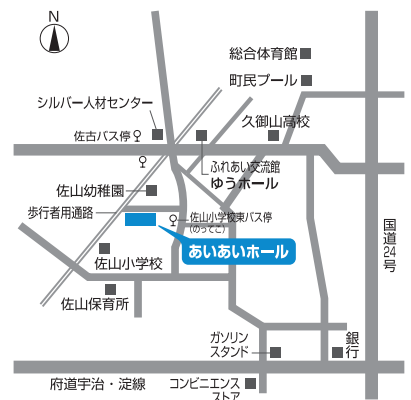 N
総合体育館
町民プール
シルバー人材センター
久御山高校
佐古バス停
ふれあい交流館
ゆうホール
佐山幼稚園
歩行者用通路
佐山小学校東バス停
(のってこ)
あいあいホール
国道24号
佐山小学校
佐山保育所
ガソリン
スタンド
銀行
府道宇治・淀線
コンビニエンス
ストア